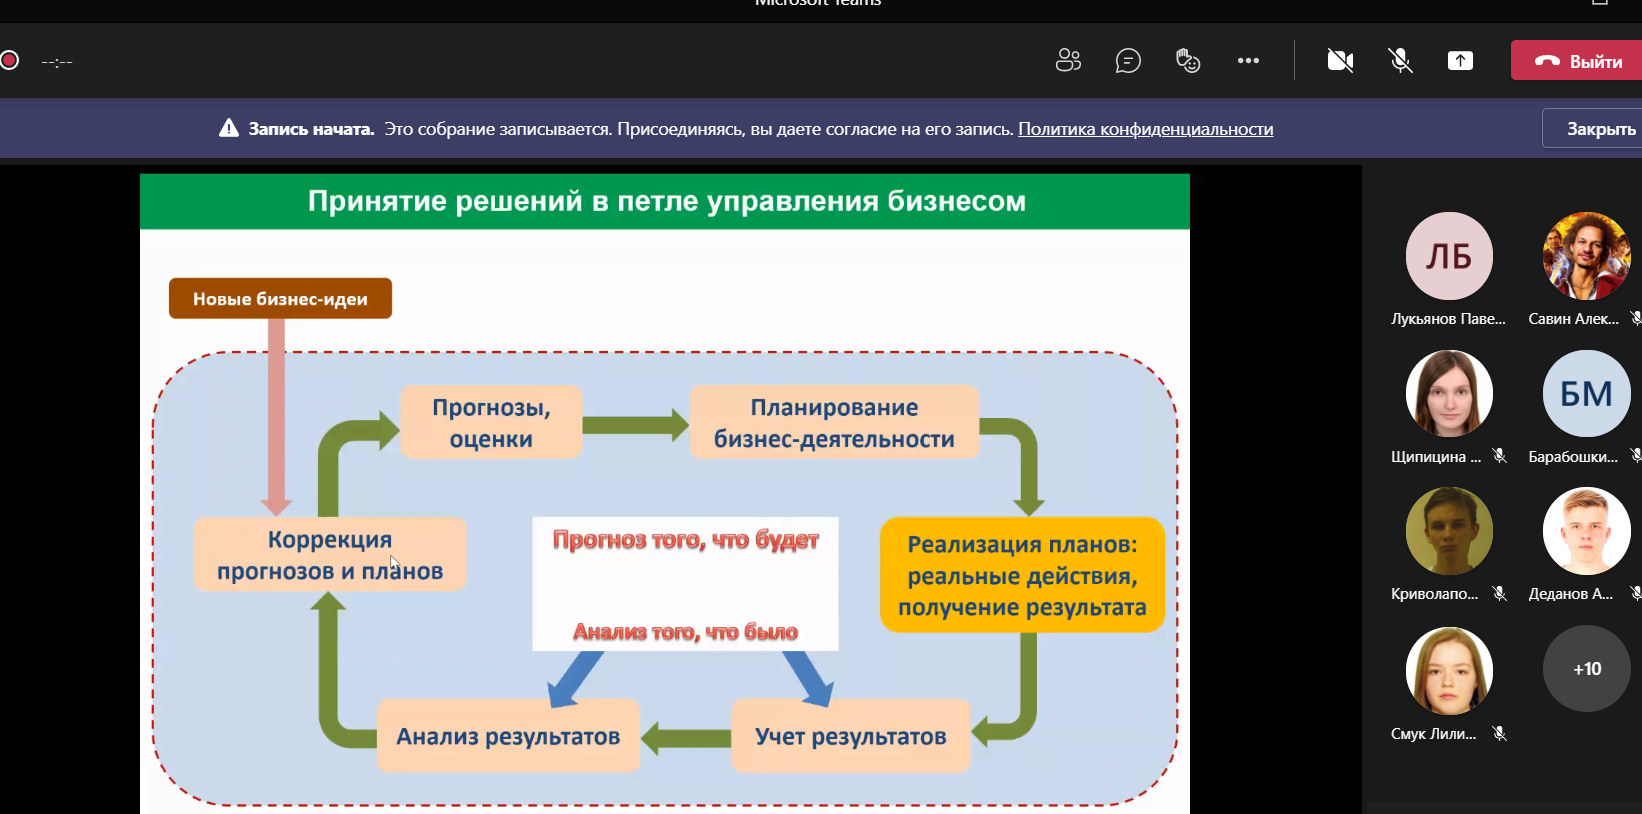 Microsoft Teams
--:--
Выйти
Запись начата. Это собрание записывается. Присоединяясь, вы даете согласие на его запись. Политика конфиденциальности
Закрыть
Принятие решений в петле управления бизнесом
Новые бизнес-идеи
Прогнозы,
оценки
Планирование
бизнес-деятельности
Коррекция
прогнозов и планов
Прогноз того, что будет
Анализ того, что было
Реализация планов:
реальные действия,
получение результата
Анализ результатов
Учет результатов
ЛБ
Лукьянов Паве...
Савин Алек...
Щипицина ...
БМ
Барабошки...
Криволапо...
Деданов А...
Смук Лили...
+10